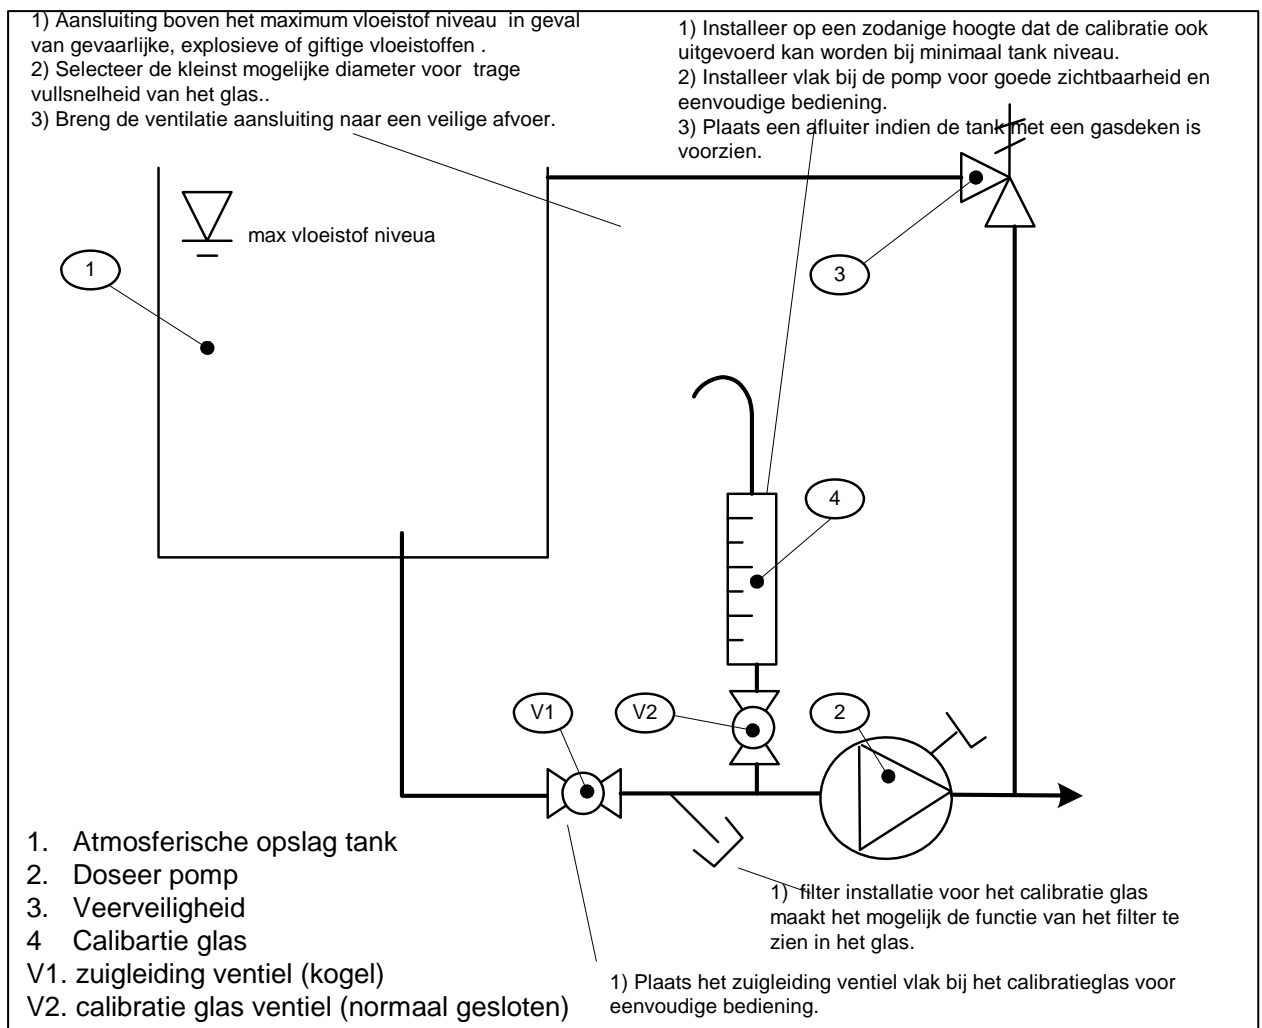 1) Aansluiting boven het maximum vloeistof niveau in geval
van gevaarlijke, explosieve of giftige vloeistoffen .
2) Selecteer de kleinst mogelijke diameter voor trage
vullsnelheid van het glas..
3) Breng de ventilatie aansluiting naar een veilige afvoer.
1) Installeer op een zodanige hoogte dat de calibratie ook
uitgevoerd kan worden bij minimaal tank niveau.
2) Installeer vlak bij de pomp voor goede zichtbaarheid en
eenvoudige bediening.
3) Plaats een afluiter indien de tank met een gasdeken is
voorzien.
max vloeistof niveua
1
3
4
V1
V2
2
1. Atmosferische opslag tank
2. Doseer pomp
3. Veerveiligheid
4 Calibartie glas
V1. zuigleiding ventiel (kogel)
V2. calibratie glas ventiel (normaal gesloten)
1) filter installatie voor het calibratie glas
maakt het mogelijk de functie van het filter te
zien in het glas.
1) Plaats het zuigleiding ventiel vlak bij het calibratieglas voor
eenvoudige bediening.